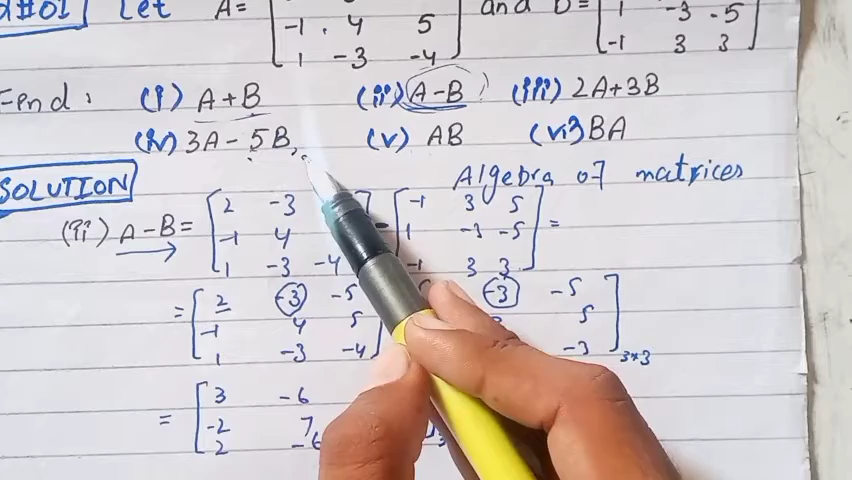 #01] Let A= and B=
-1 . 4 5 1 -3 -5
1 -3 -4 -1 3 3
Find: (i) A+B (ii) A-B (iii) 2A+3B
(iv) 3A-5B, (v) AB (vi) BA
SOLUTION Algebra of matrices
(ii) A-B= [2 -3 -1 3 5
-1 4 - 1 -3 -5 =
1 -3 -4 -1 3 3
= [2 -3 -5 -3 -5
-1 4 5 5
1 -3 -4 -3 ] 3*3
= [3 -6
-2 7
2 -6